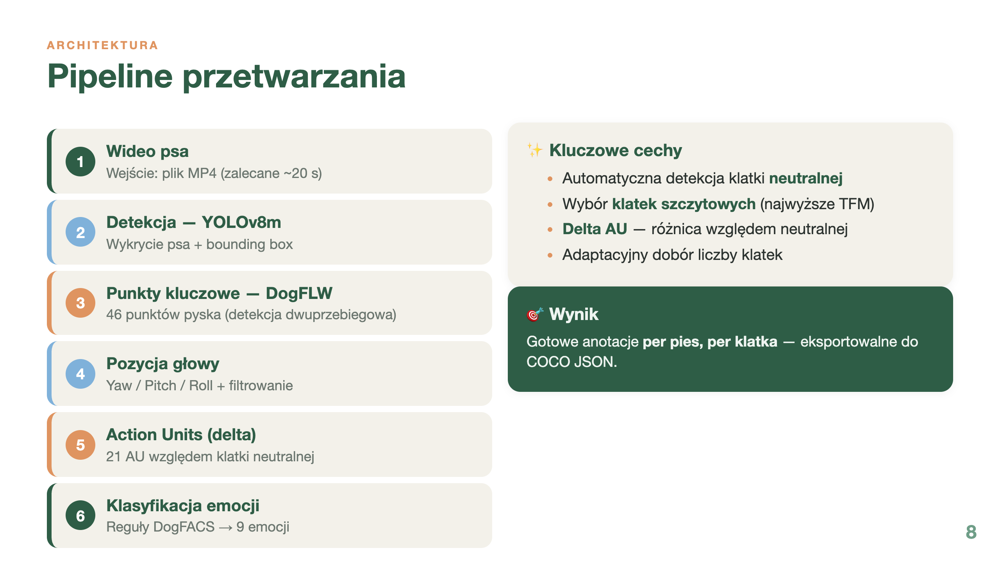 ARCHITEKTURA
Pipeline przetwarzania
1
Wideo psa
Wejście: plik MP4 (zalecane ~20 s)
2
Detekcja — YOLOv8m
Wykrycie psa + bounding box
3
Punkty kluczowe — DogFLW
46 punktów pyska (detekcja dwuprzebiegowa)
4
Pozycja głowy
Yaw / Pitch / Roll + filtrowanie
5
Action Units (delta)
21 AU względem klatki neutralnej
6
Klasyfikacja emocji
Reguły DogFACS → 9 emocji
✨ Kluczowe cechy
• Automatyczna detekcja klatki neutralnej
• Wybór klatek szczytowych (najwyższe TFM)
• Delta AU — różnica względem neutralnej
• Adaptacyjny dobór liczby klatek
🎯 Wynik
Gotowe anotacje per pies, per klatka — eksportowalne do
COCO JSON.
8